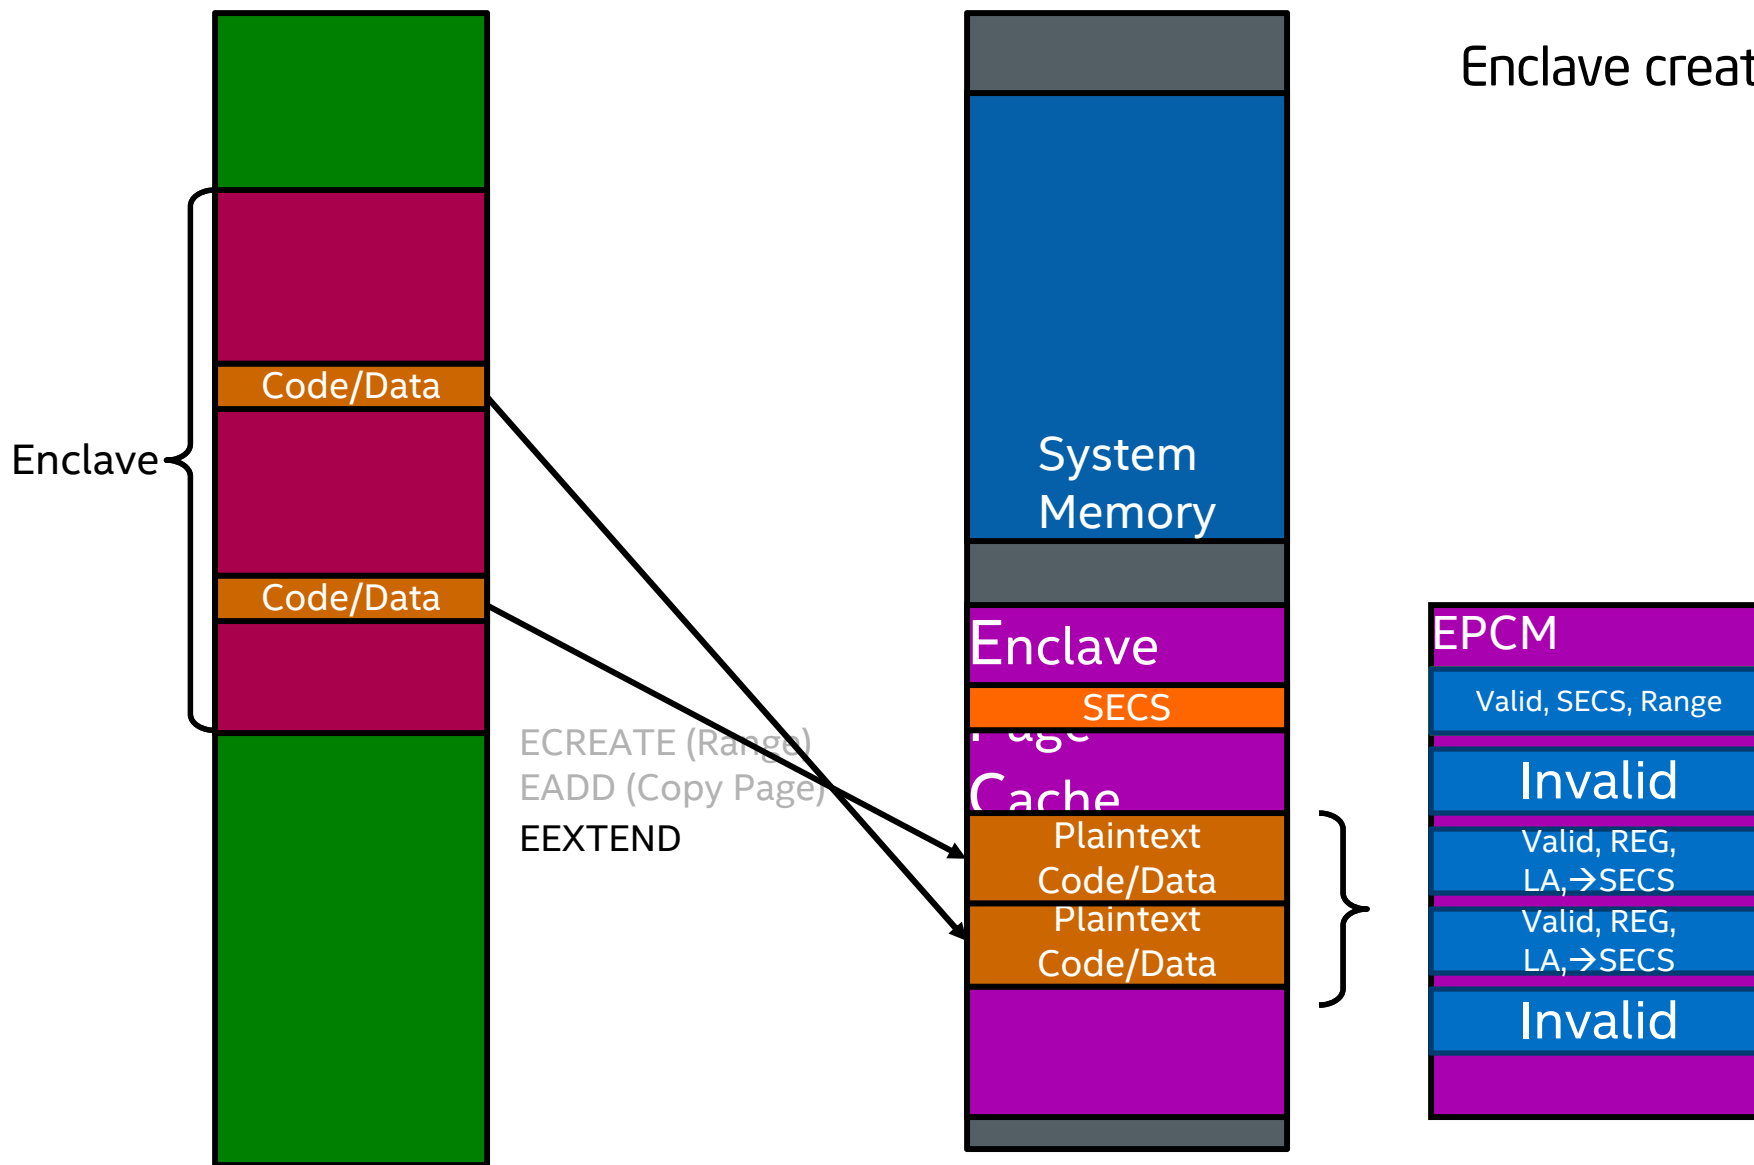 Enclave creat
Code/Data
Enclave
Code/Data
ECREATE (Range)
EADD (Copy Page)
EEXTEND
System
Memory
Enclave
SECS
Page
Cache
Plaintext
Code/Data
Plaintext
Code/Data
EPCM
Valid, SECS, Range
Invalid
Valid, REG,
LA,→SECS
Valid, REG,
LA,→SECS
Invalid